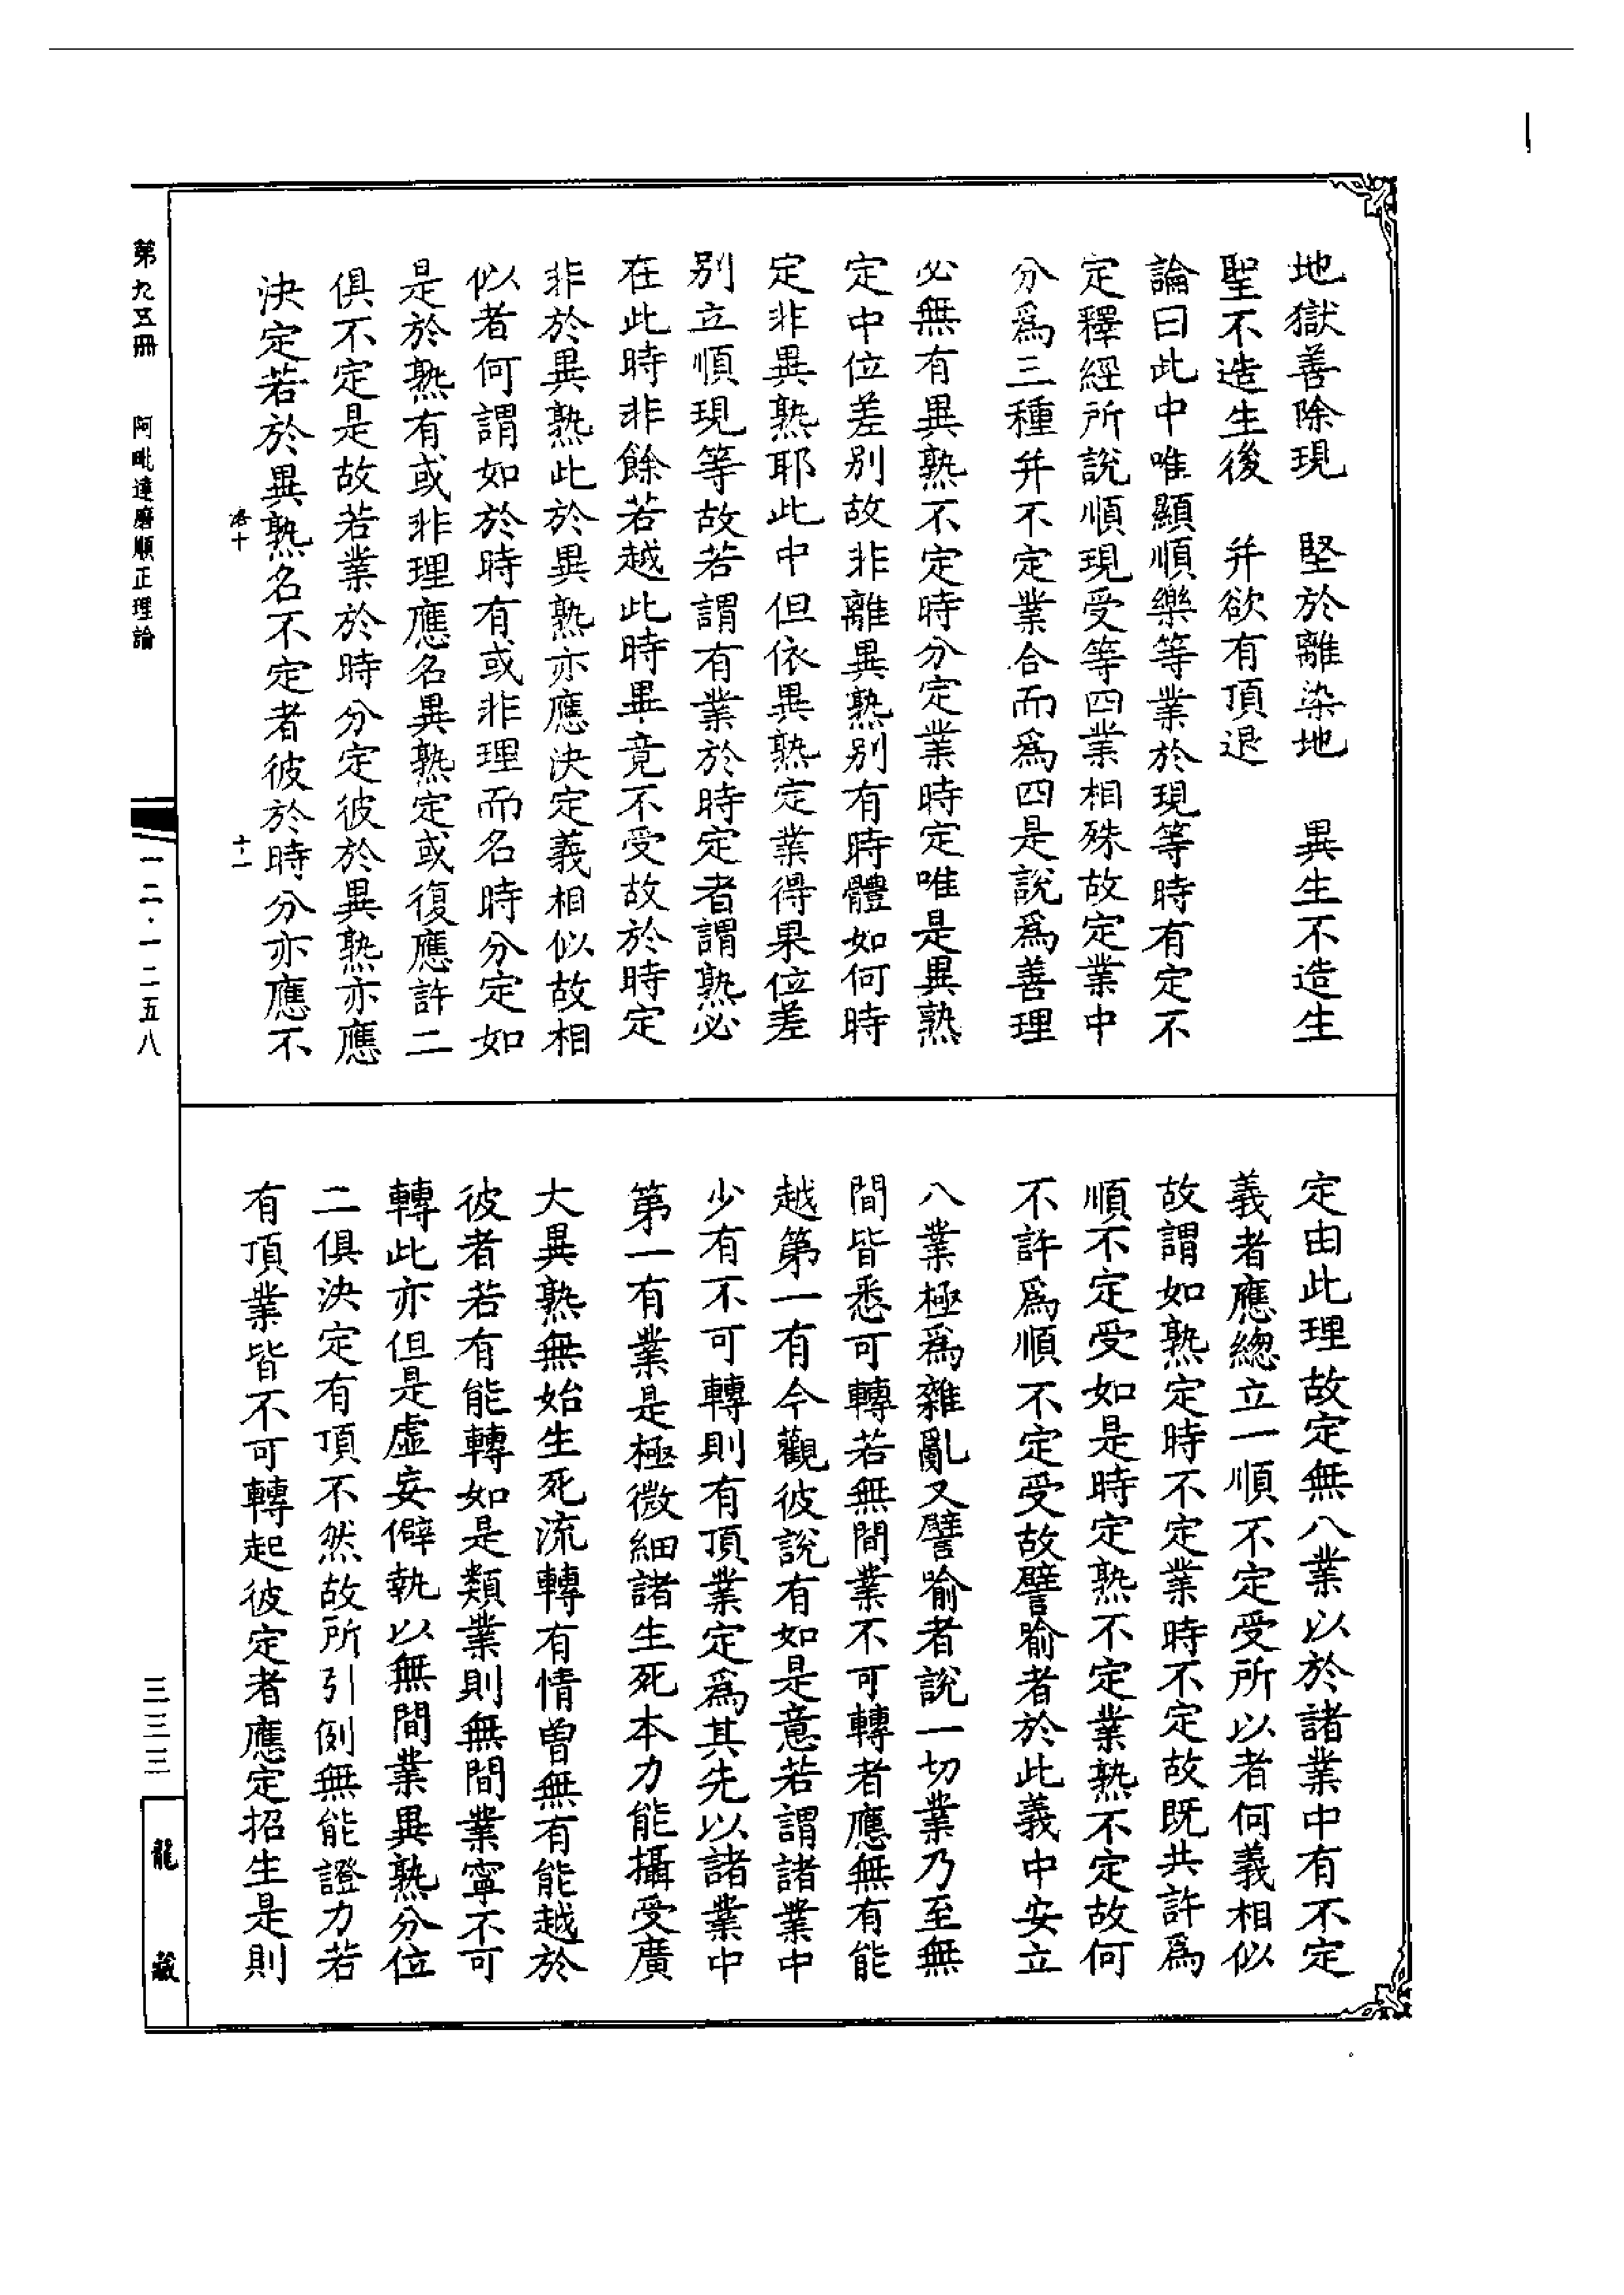 地獄善除現　堅於離染地　異生不造生
聖不造生後　并欲有頂退
論曰此中唯顯順樂等業於現等時有定不
定釋經所說順現受等四業相殊故定業中
分爲三種并不定業合而爲四是說爲善理
必無有異熟不定時分定業時定唯是異熟
定中位差別故非離異熟別有時體如何時
定非異熟耶此中但依異熟定業得果位差
別立順現等故若謂有業於時定者謂熟必
在此時非餘若越此時畢竟不受故於時定
非於異熟此於異熟亦應決定義相似故相
似者何謂如於時有或非理而名時分定如
是於熟有或非理應名異熟定或復應許二
俱不定是故若業於時分定彼於異熟亦應
決定若於異熟名不定者彼於時分亦應不
洛十　十一
定由此理故定無八業以於諸業中有不定
義者應總立一順不定受所以者何義相似
故謂如熟定時不定業時不定故既共許爲
順不定受如是時定熟不定業熟不定故何
不許爲順不定受故譬喻者於此義中安立
八業極爲雜亂又譬喻者說一切業乃至無
間皆悉可轉若無間業不可轉者應無有能
越第一有今觀彼說有如是意若謂諸業中
少有不可轉則有頂業定爲其先以諸業中
第一有業是極微細諸生死本力能攝受廣
大異熟無始生死流轉有情曾無有能越於
彼者若有能轉如是類業則無間業寧不可
轉此亦但是虛妄僻執以無間業異熟分位
二俱決定有頂不然故所引例無能證力若
有頂業皆不可轉起彼定者應定招生是則
第九五冊　阿毗達磨順正理論
一二·一二五八
三三三
龍藏